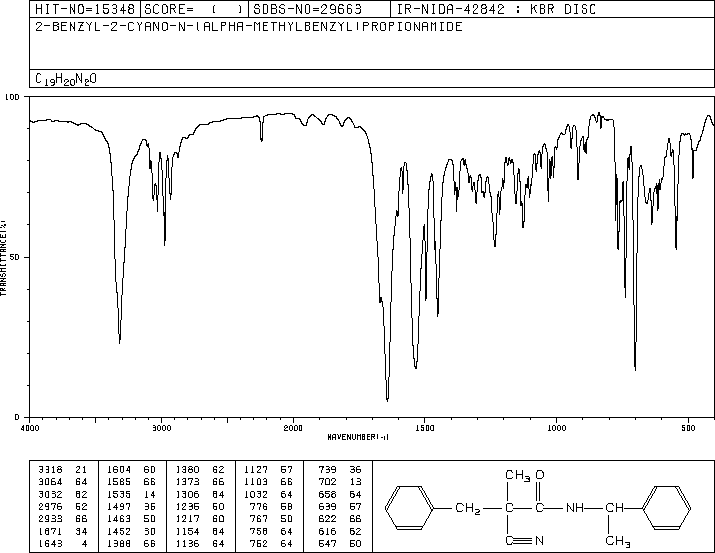 HIT-NO=15348 SCORE= ( ) SDBS-NO=29663 IR-NIDA-42842 : KBR DISC
2-BENZYL-2-CYANO-N-(ALPHA-METHYLBENZYL)PROPIONAMIDE
C19H20N2O
100
50
0
TRANSMITTANCE(%)
4000 3000 2000 1500 1000 500
WAVENUMBER(-1)
3318 21 1604 60 1380 62 1127 57 739 36
3064 64 1585 66 1373 66 1103 66 702 13
3032 62 1535 14 1306 64 1032 64 658 64
2976 52 1497 36 1235 50 776 58 639 57
2933 66 1463 50 1217 60 767 50 622 66
1671 34 1452 30 1154 64 758 64 616 62
1643 4 1388 66 1136 64 752 64 547 50
CH3 O
CH2 C C NH CH
C≡N CH3